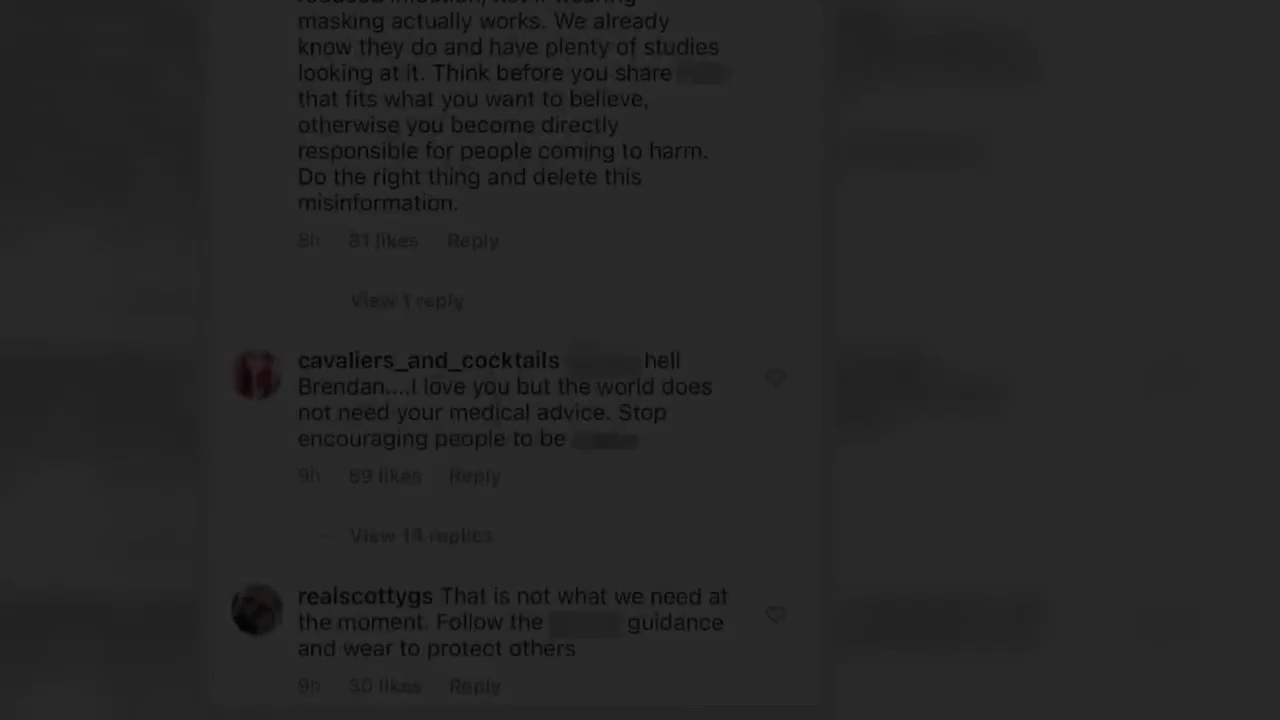 masking actually works. We already
know they do and have plenty of studies
looking at it. Think before you share
that fits what you want to believe,
otherwise you become directly
responsible for people coming to harm.
Do the right thing and delete this
misinformation.
8h 81 likes Reply
View 1 reply
cavaliers_and_cocktails hell
Brendan....I love you but the world does
not need your medical advice. Stop
encouraging people to be
9h 69 likes Reply
View 14 replies
realscottygs That is not what we need at
the moment. Follow the guidance
and wear to protect others
9h 30 likes Reply